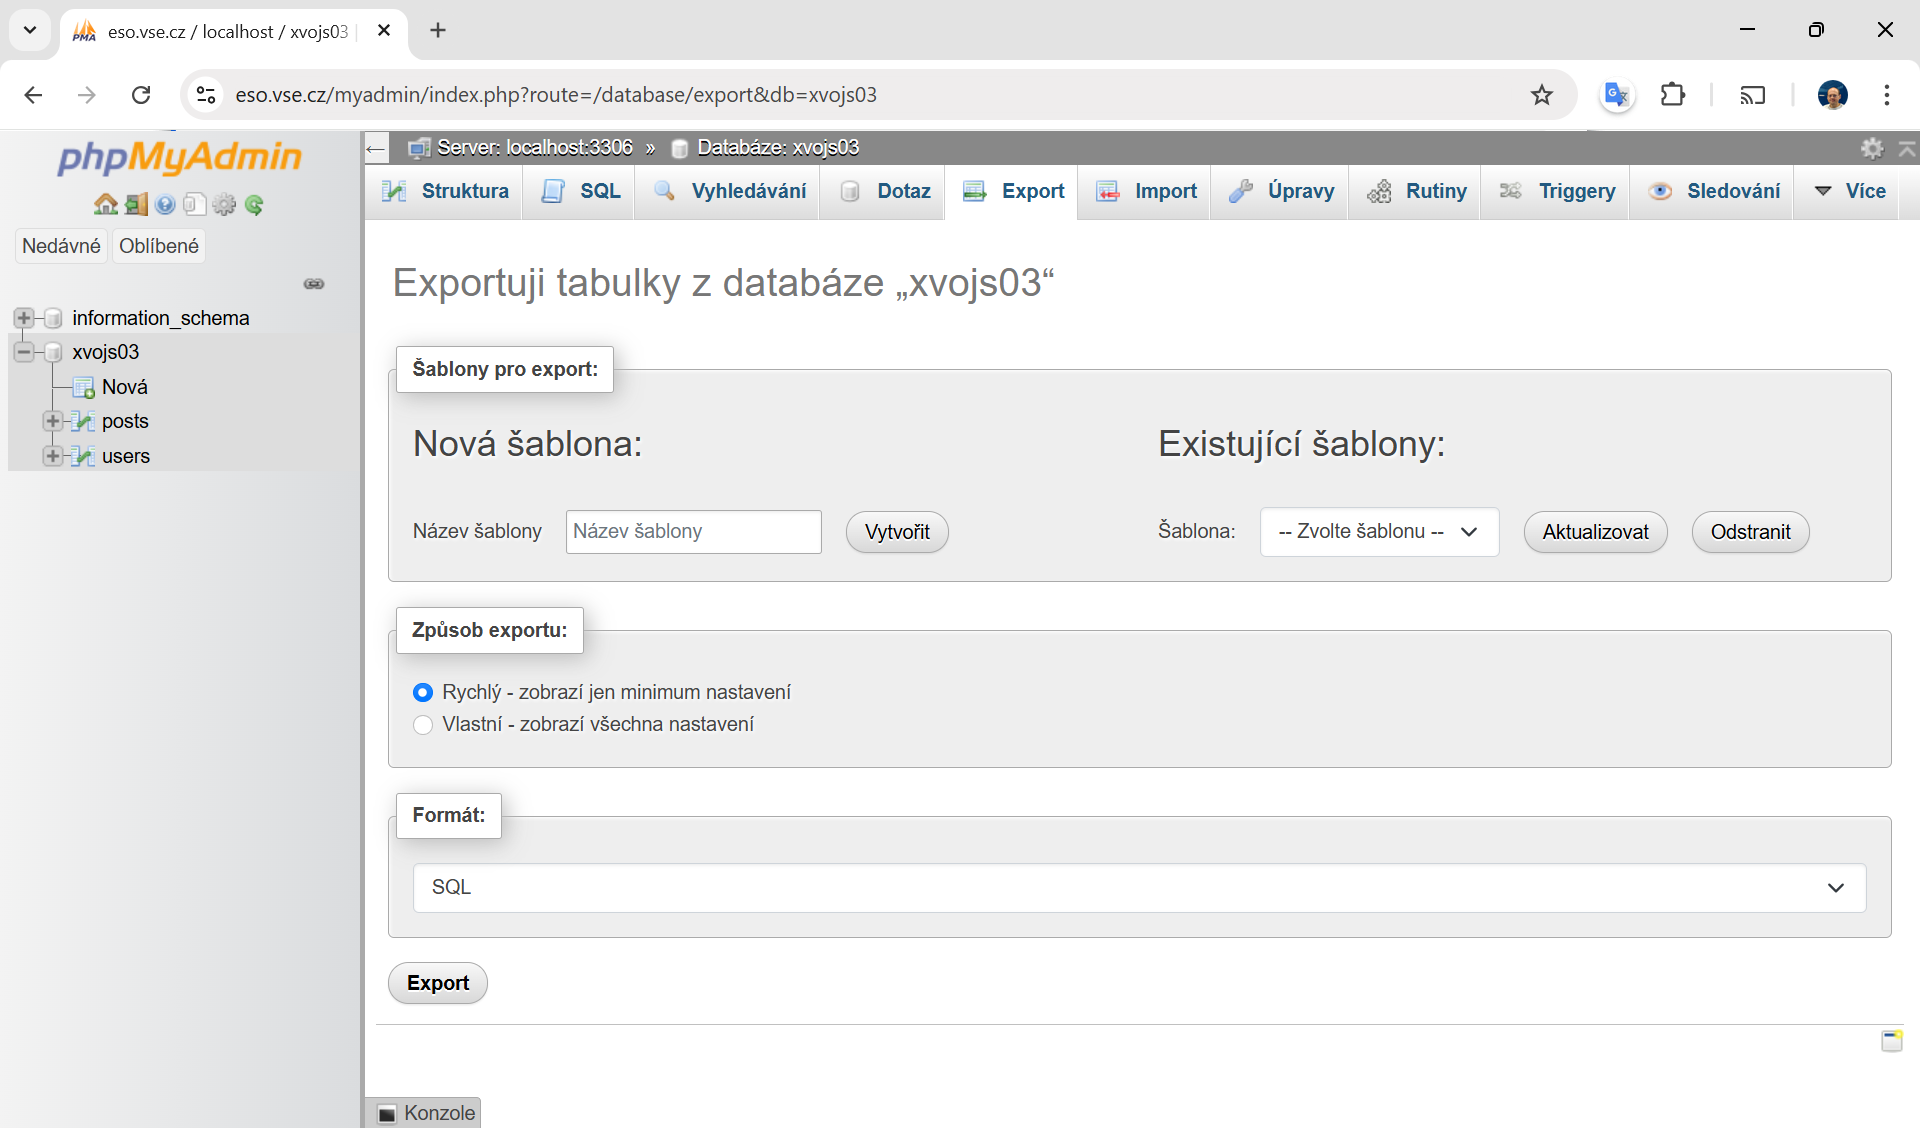 eso.vse.cz / localhost / xvojs03
eso.vse.cz/myadmin/index.php?route=/database/export&db=xvojs03
phpMyAdmin
Nedávné Oblíbené
information_schema
xvojs03
Nová
posts
users
Server: localhost:3306 » Databáze: xvojs03
Struktura SQL Vyhledávání Dotaz Export Import Úpravy Rutiny Triggery Sledování Více
Exportuji tabulky z databáze „xvojs03“
Šablony pro export:
Nová šablona:
Název šablony Název šablony Vytvořit
Existující šablony:
Šablona: -- Zvolte šablonu -- Aktualizovat Odstranit
Způsob exportu:
Rychlý - zobrazí jen minimum nastavení
Vlastní - zobrazí všechna nastavení
Formát:
SQL
Export
Konzole